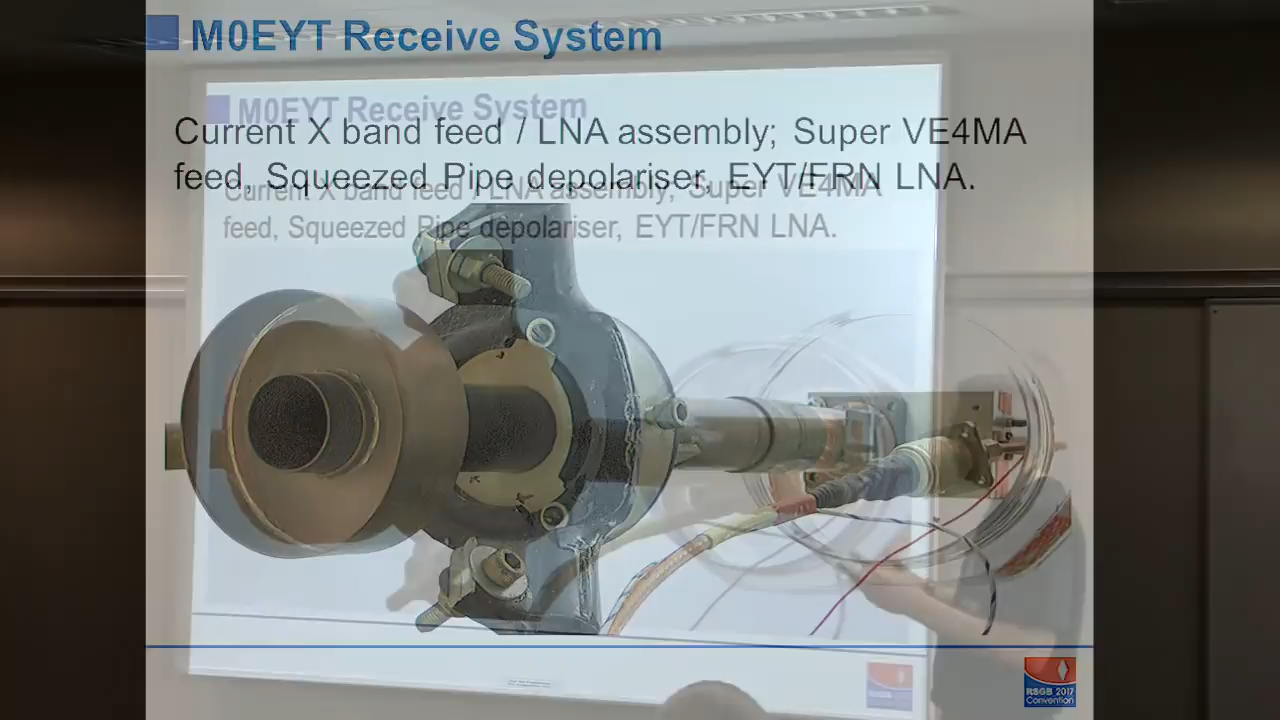 M0EYT Receive System
Current X band feed / LNA assembly; Super VE4MA
feed, Squeezed Pipe depolariser, EYT/FRN LNA.
M0EYT Receive System
Current X band feed / LNA assembly; Super VE4MA
feed, Squeezed Pipe depolariser, EYT/FRN LNA.
RSGB 2017
Convention
RSGB